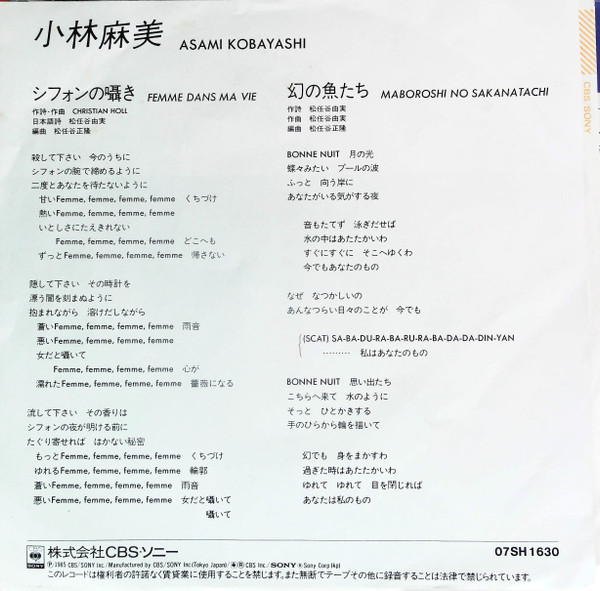 小林麻美 ASAMI KOBAYASHI
シフォンの囁き FEMME DANS MA VIE
作詩・作曲 CHRISTIAN HOLL
日本語詩 松任谷由実
編曲 松任谷正隆
殺して下さい 今のうちに
シフォンの腕で締めるように
二度とあなたを待たないように
甘いFemme, femme, femme, femme くちづけ
熱いFemme, femme, femme, femme
いとしさにたえきれない
Femme, femme, femme, femme どこへも
ずっとFemme, femme, femme, femme 帰さない
隠して下さい その時計を
漂う闇を刻まぬように
抱まれながら 溶けだしながら
蒼いFemme, femme, femme, femme 雨音
悪いFemme, femme, femme, femme
女だと囁いて
Femme, femme, femme, femme 心が
濡れたFemme, femme, femme, femme 薔薇になる
流して下さい その香りは
シフォンの夜が明ける前に
たぐり寄せれば はかない秘密
もっとFemme, femme, femme, femme くちづけ
ゆれるFemme, femme, femme, femme 輪郭
蒼いFemme, femme, femme, femme 雨音
悪いFemme, femme, femme, femme 女だと囁いて
囁いて
幻の魚たち MABOROSHI NO SAKANATACHI
作詩 松任谷由実
作曲 松任谷由実
編曲 松任谷正隆
BONNE NUIT 月の光
蝶々みたい プールの波
ふっと 向う岸に
あなたがいる気がする夜
音もたてず 泳ぎだせば
水の中はあたたかいわ
すぐにすぐに そこへゆくわ
今でもあなたのもの
なぜ なつかしいの
あんなつらい日々のことが 今でも
(SCAT) SA-BA-DU-RA-BA-RU-RA-BA-DA-DA-DIN-YAN
……… 私はあなたのもの
BONNE NUIT 思い出たち
こちらへ来て 水のように
そっと ひとかきする
手のひらから輪を描いて
幻でも 身をまかすわ
過ぎた時はあたたかいわ
ゆれて ゆれて 目を閉じれば
あなたは私のもの
CBS SONY
SONY 株式会社CBS・ソニー 07SH 1630
Ⓟ 1985 CBS/SONY Inc./Manufactured by CBS/SONY Inc.(Tokyo Japan)/ CBS Inc./SONY ® Sony Corp (Kp)
このレコードは権利者の許諾なく賃貸業に使用することを禁じます。また無断でテープその他に録音することは法律で禁じられています。